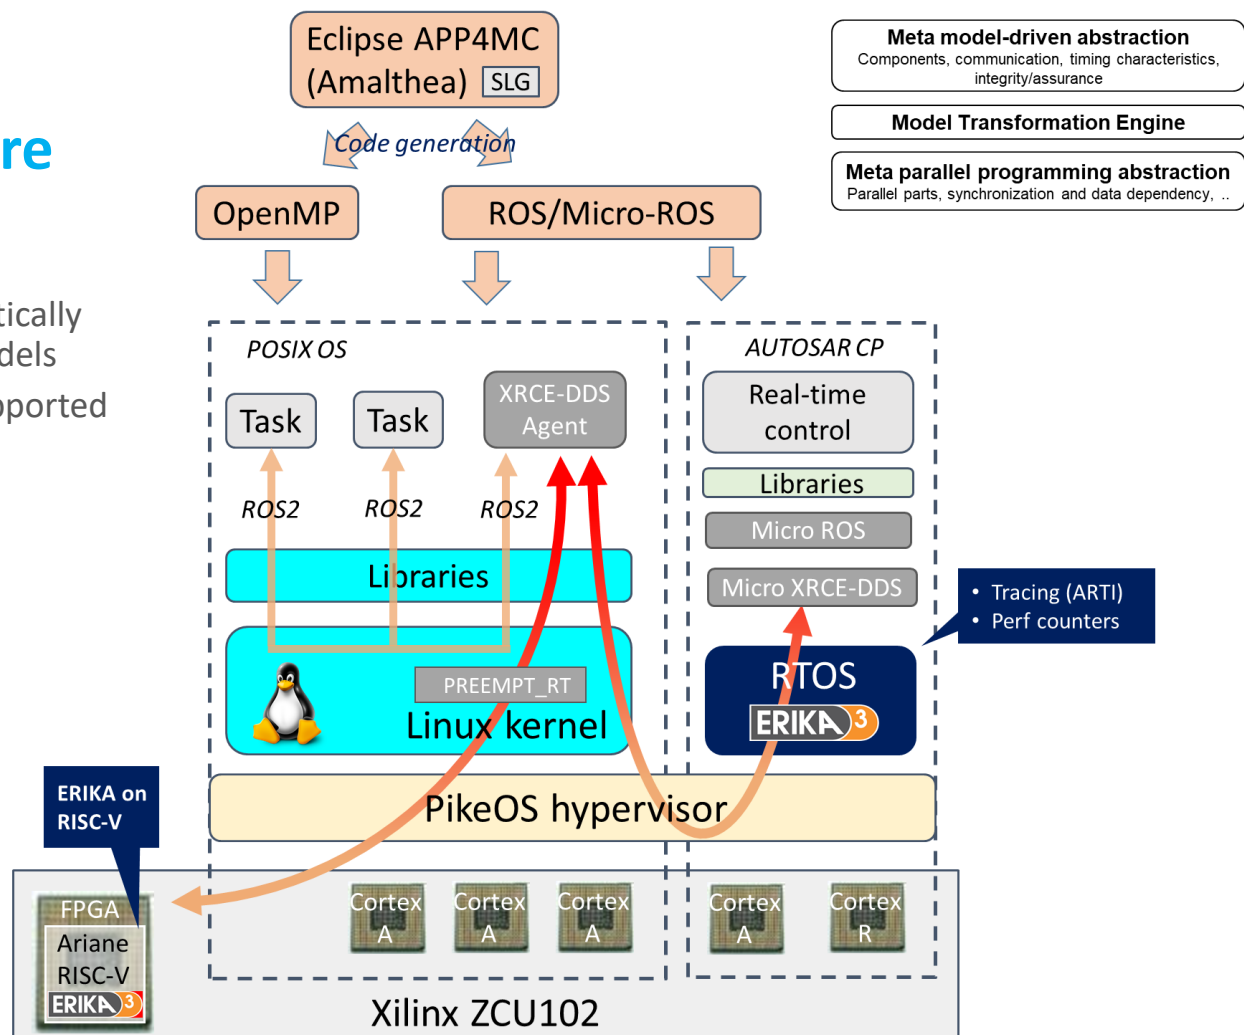 Eclipse APP4MC
(Amalthea) SLG
Code generation
Meta model-driven abstraction
Components, communication, timing characteristics,
integrity/assurance
Model Transformation Engine
Meta parallel programming abstraction
Parallel parts, synchronization and data dependency, ..
re
tically
dels
pported
OpenMP
ROS/Micro-ROS
POSIX OS
Task
Task
XRCE-DDS
Agent
ROS2
ROS2
ROS2
Libraries
PREEMPT_RT
Linux kernel
AUTOSAR CP
Real-time
control
Libraries
Micro ROS
Micro XRCE-DDS
RTOS
ERIKA 3
• Tracing (ARTI)
• Perf counters
PikeOS hypervisor
ERIKA on
RISC-V
FPGA
Ariane
RISC-V
ERIKA 3
Cortex
A
Cortex
A
Cortex
A
Cortex
A
Cortex
R
Xilinx ZCU102